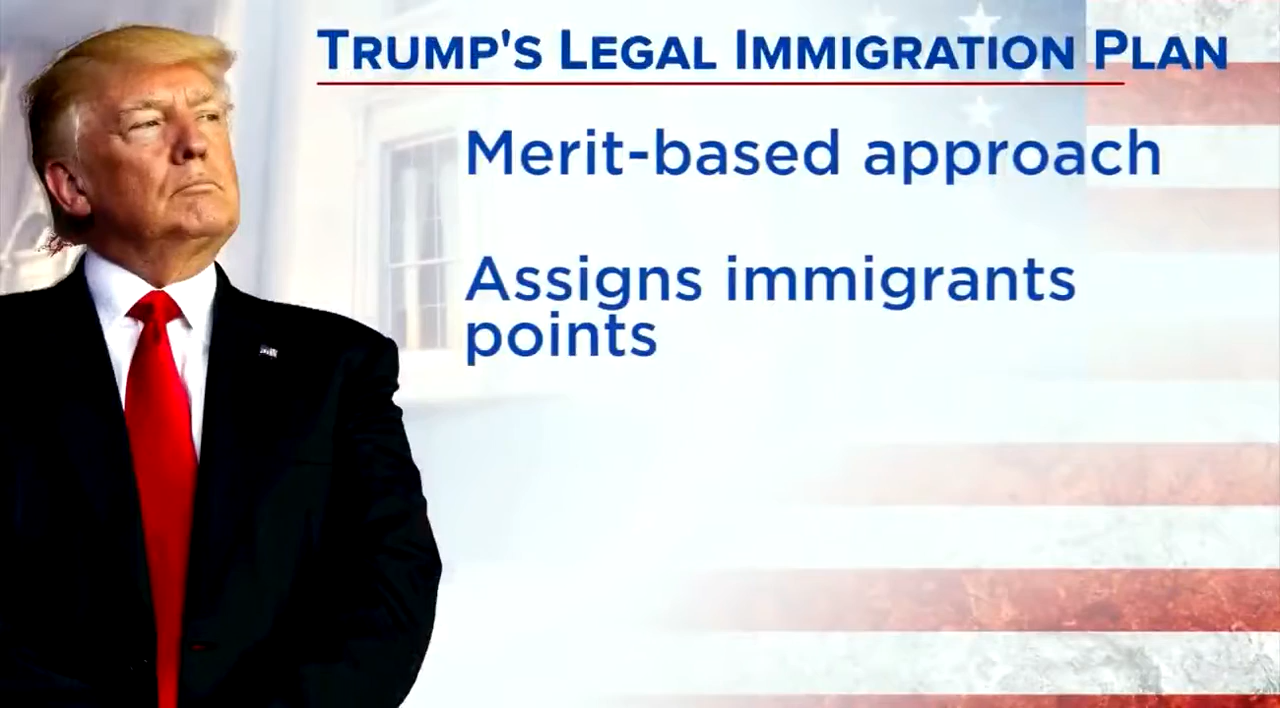 TRUMP'S LEGAL IMMIGRATION PLAN
Merit-based approach
Assigns immigrants
points